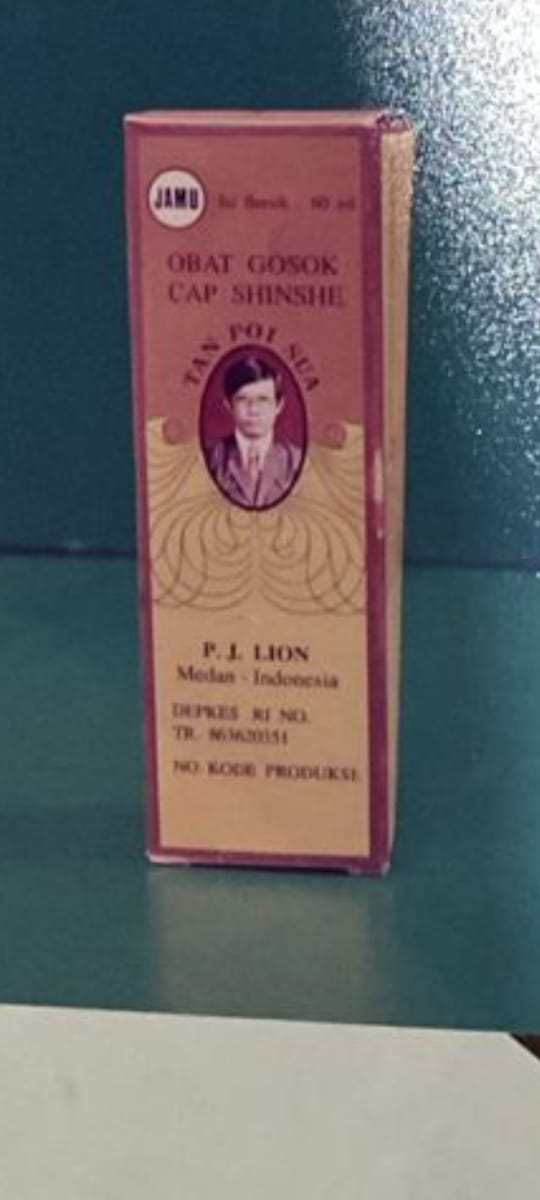 JAMU
Isi Bersih : 60 ml
OBAT GOSOK
CAP SHINSHE
TAN POI SUA
P. J. LION
Medan - Indonesia
DEPKES RI NO.
TR. 863620351
NO. KODE PRODUKSI: